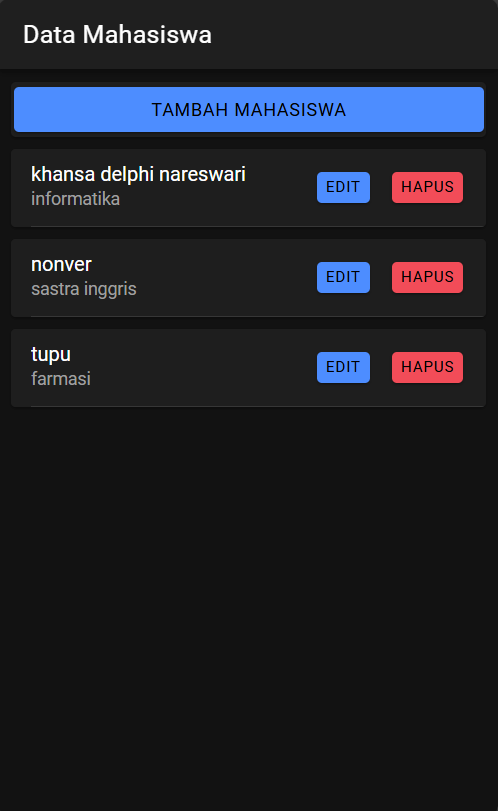 Data Mahasiswa
TAMBAH MAHASISWA
khansa delphi nareswari
informatika
EDIT HAPUS
nonver
sastra inggris
EDIT HAPUS
tupu
farmasi
EDIT HAPUS